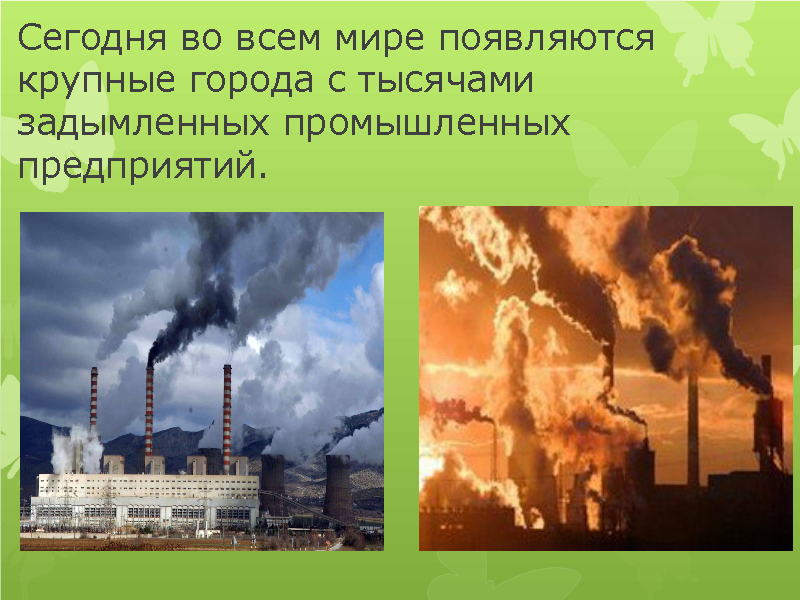 Сегодня во всем мире появляются
крупные города с тысячами
задымленных промышленных
предприятий.